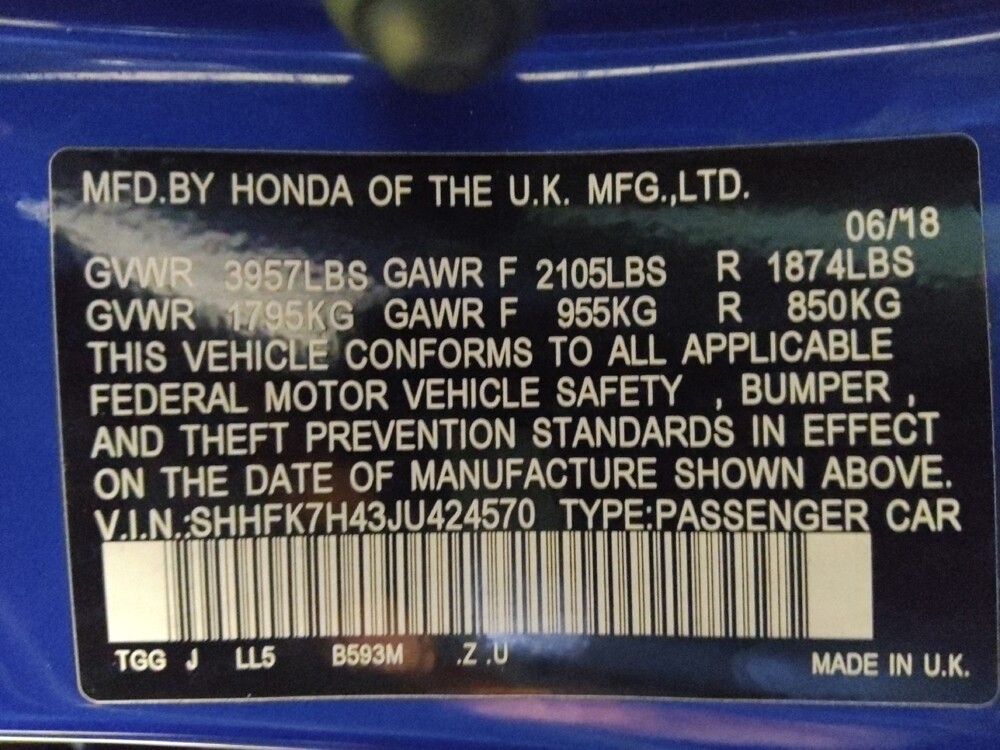 MFD.BY HONDA OF THE U.K. MFG.,LTD.
06/18
GVWR 3957LBS GAWR F 2105LBS R 1874LBS
GVWR 1795KG GAWR F 955KG R 850KG
THIS VEHICLE CONFORMS TO ALL APPLICABLE
FEDERAL MOTOR VEHICLE SAFETY , BUMPER ,
AND THEFT PREVENTION STANDARDS IN EFFECT
ON THE DATE OF MANUFACTURE SHOWN ABOVE.
V.I.N.:SHHFK7H43JU424570 TYPE:PASSENGER CAR
TGG J LL5 B593M .Z .U MADE IN U.K.